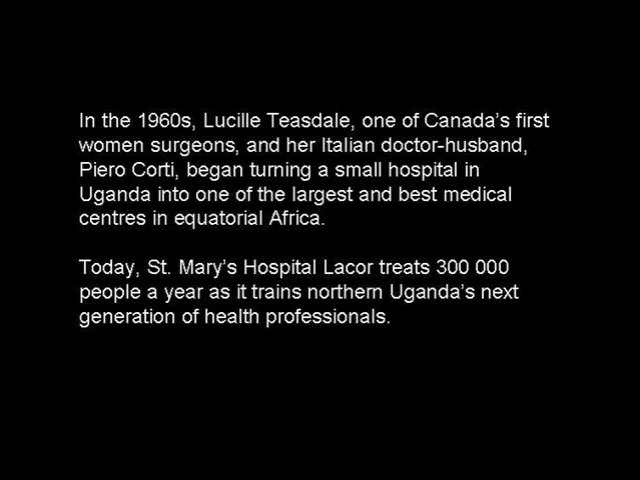 In the 1960s, Lucille Teasdale, one of Canada's first
women surgeons, and her Italian doctor-husband,
Piero Corti, began turning a small hospital in
Uganda into one of the largest and best medical
centres in equatorial Africa.
Today, St. Mary's Hospital Lacor treats 300 000
people a year as it trains northern Uganda's next
generation of health professionals.